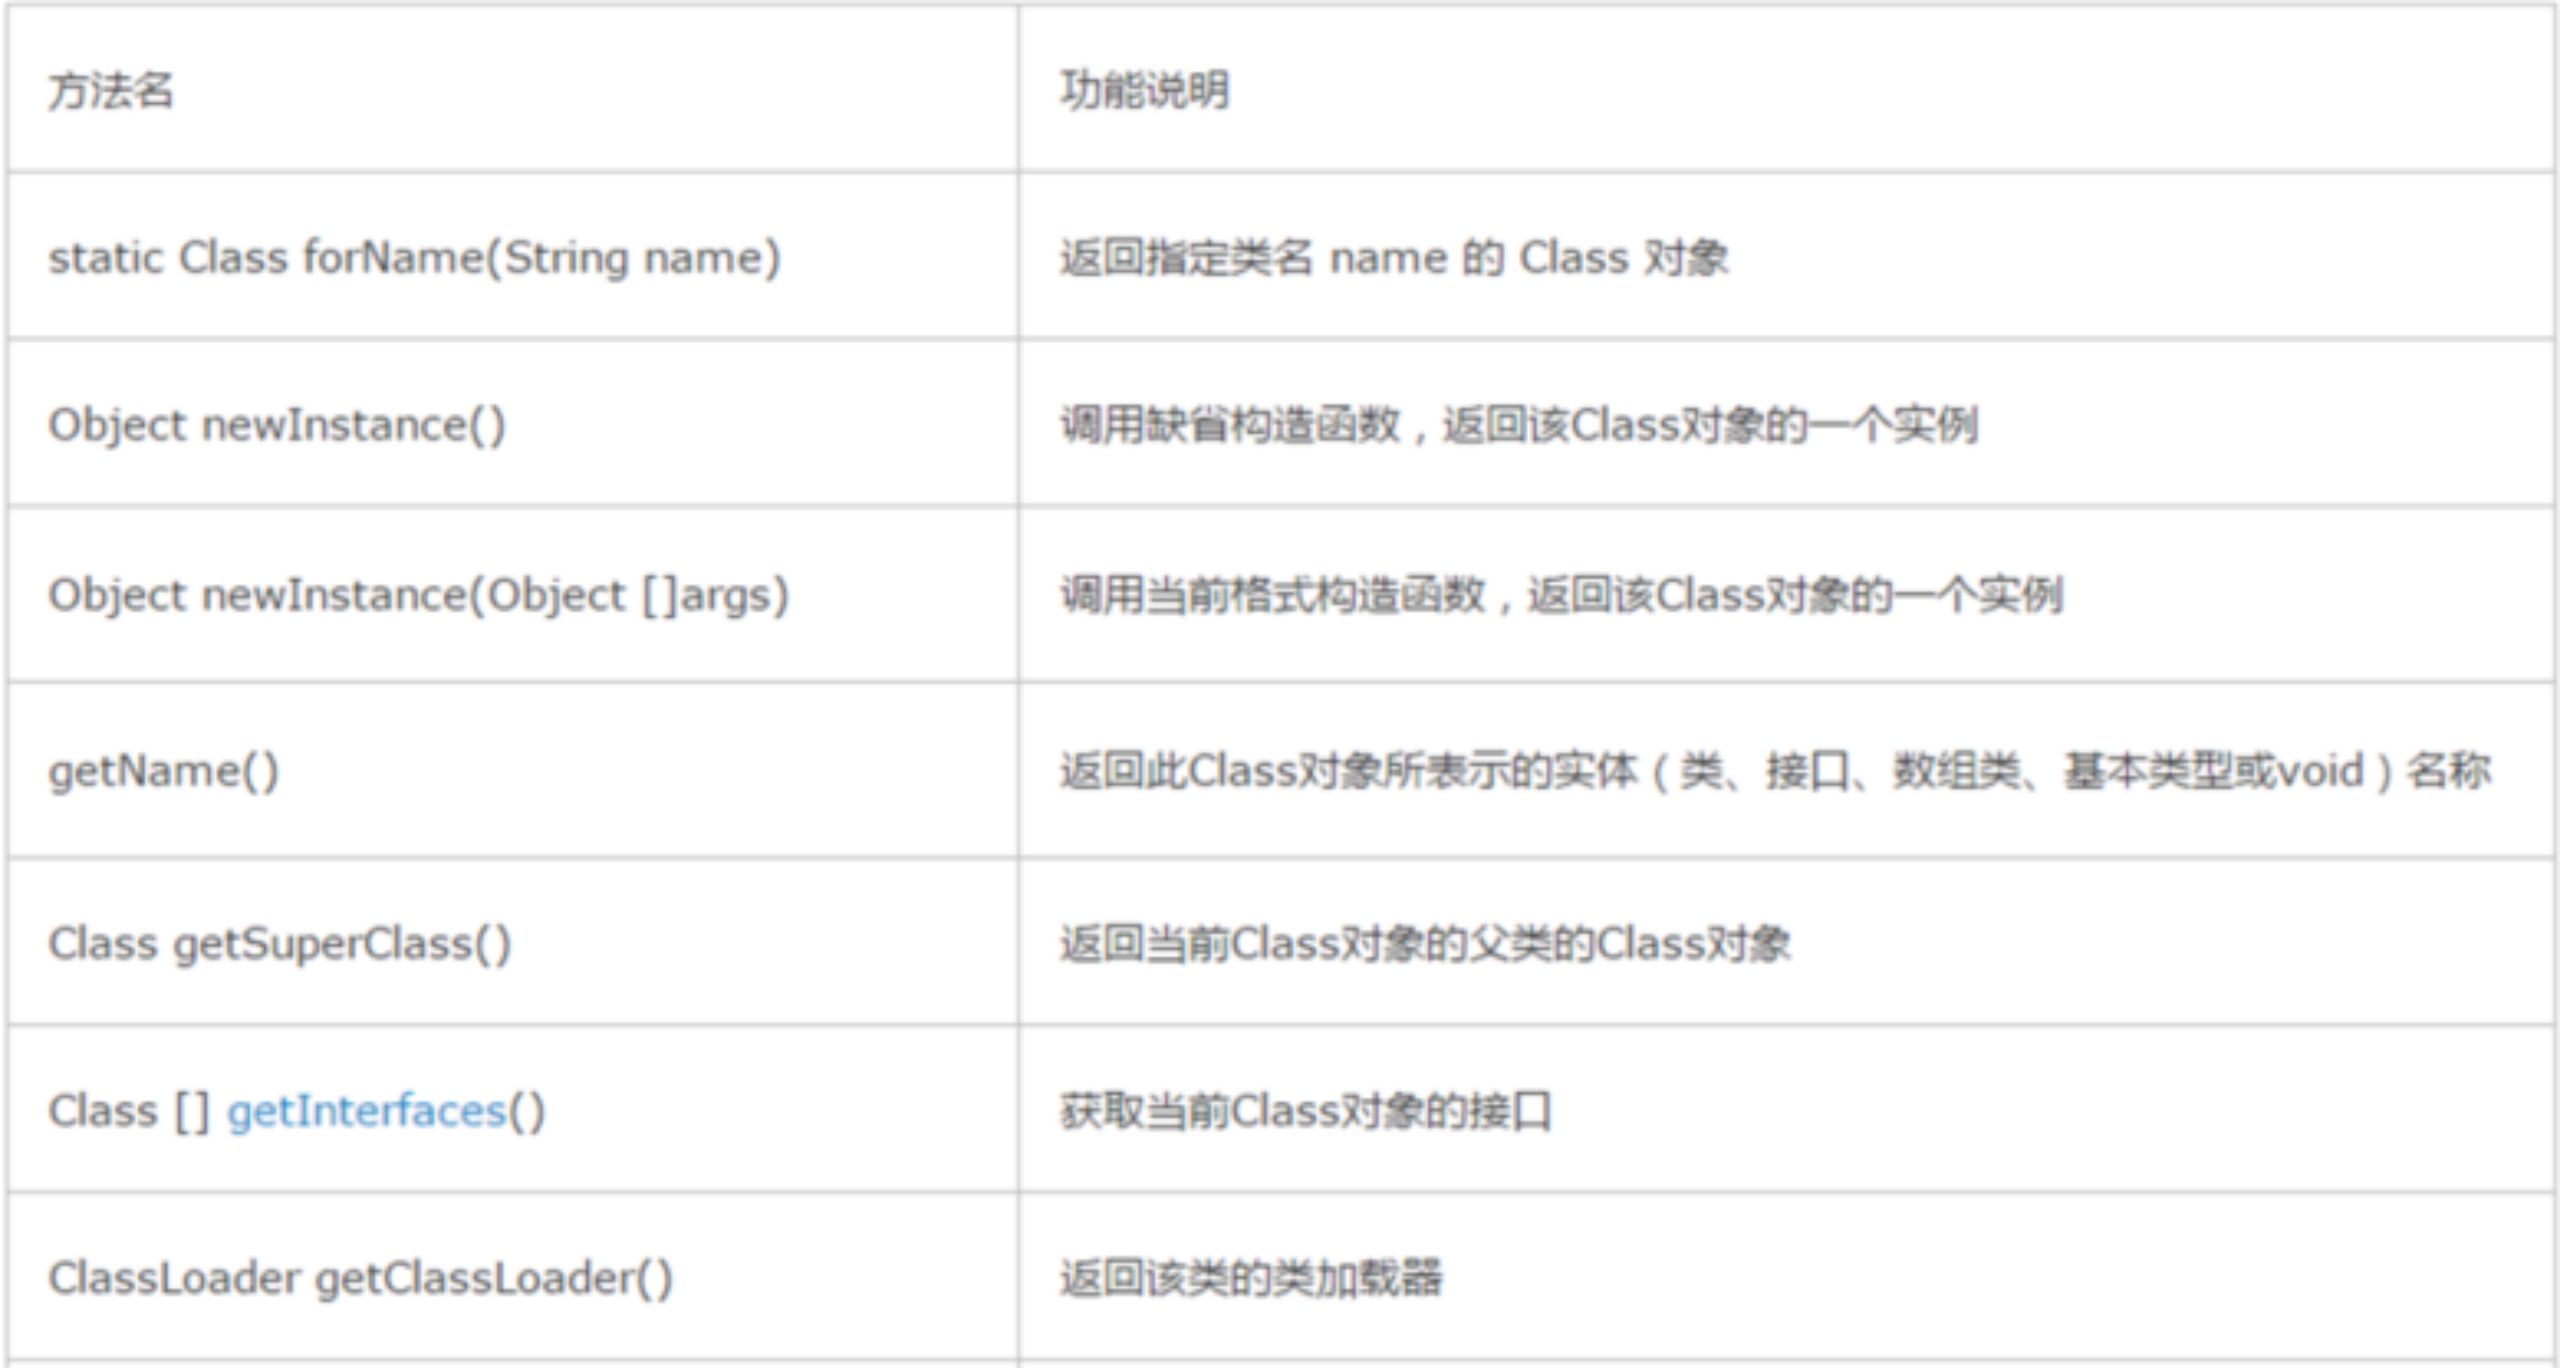 方法名 功能说明
static Class forName(String name) 返回指定类名 name 的 Class 对象
Object newInstance() 调用缺省构造函数，返回该Class对象的一个实例
Object newInstance(Object []args) 调用当前格式构造函数，返回该Class对象的一个实例
getName() 返回此Class对象所表示的实体（类、接口、数组类、基本类型或void）名称
Class getSuperClass() 返回当前Class对象的父类的Class对象
Class [] getInterfaces() 获取当前Class对象的接口
ClassLoader getClassLoader() 返回该类的类加载器